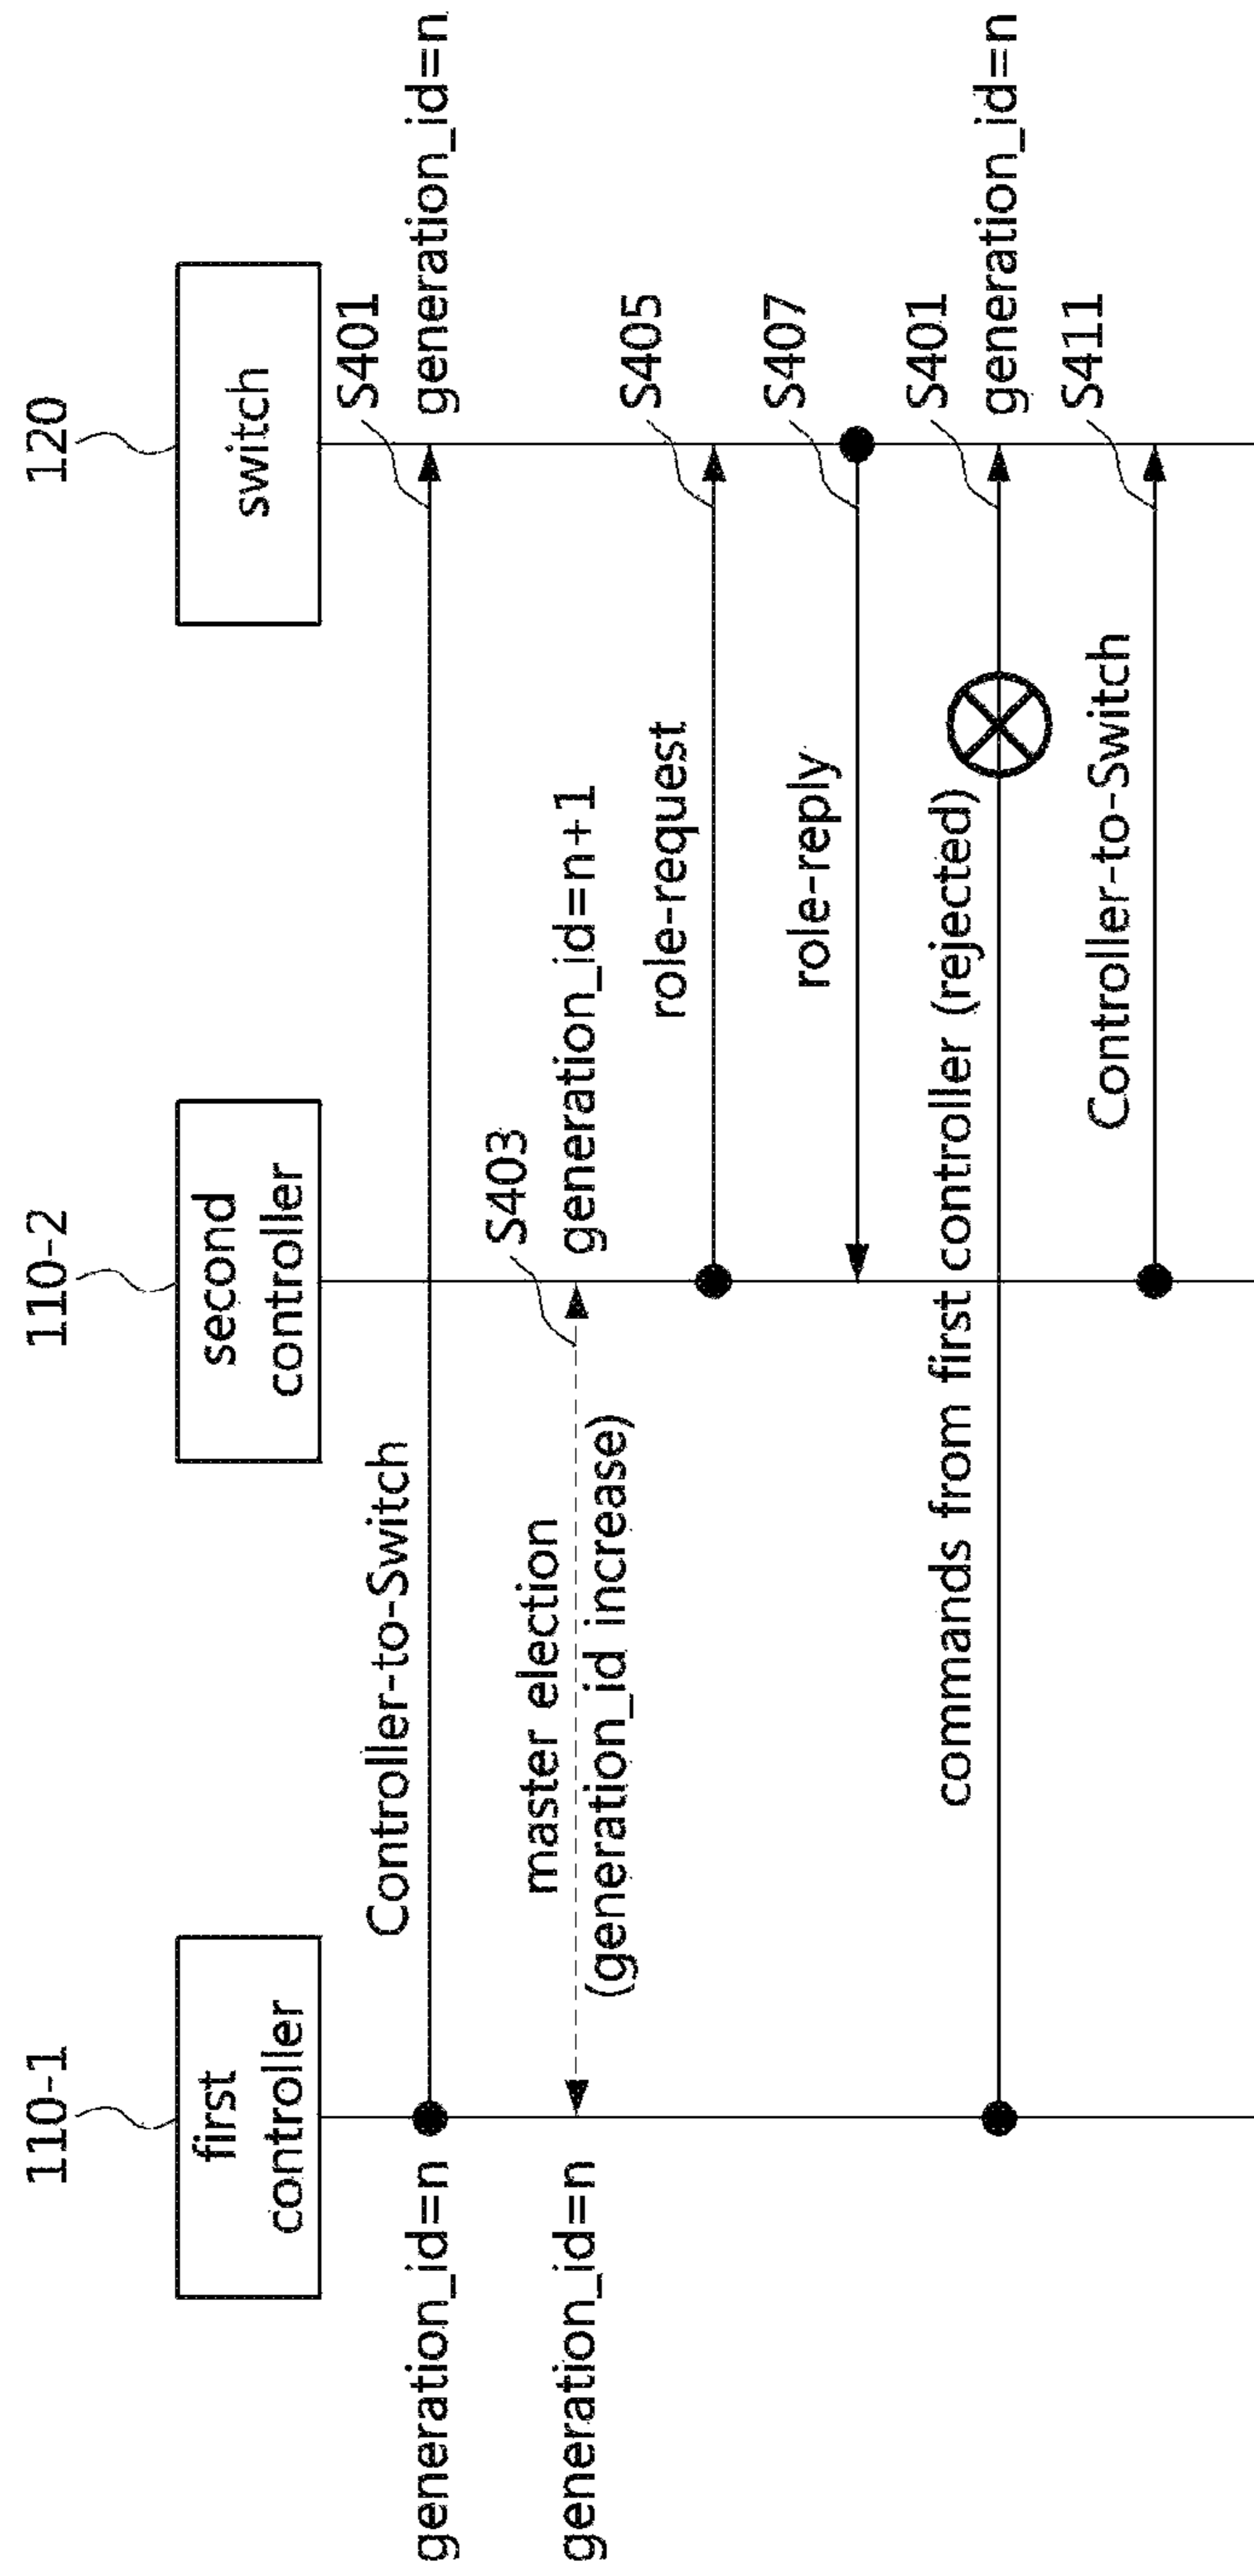 110-1
110-2
120
first
controller
second
controller
switch
Controller-to-Switch
S401
generation_id=n
generation_id=n
S403
master election
(generation_id increase)
generation_id=n
generation_id=n+1
S405
role-request
S407
role-reply
S401
commands from first controller (rejected)
generation_id=n
S411
Controller-to-Switch